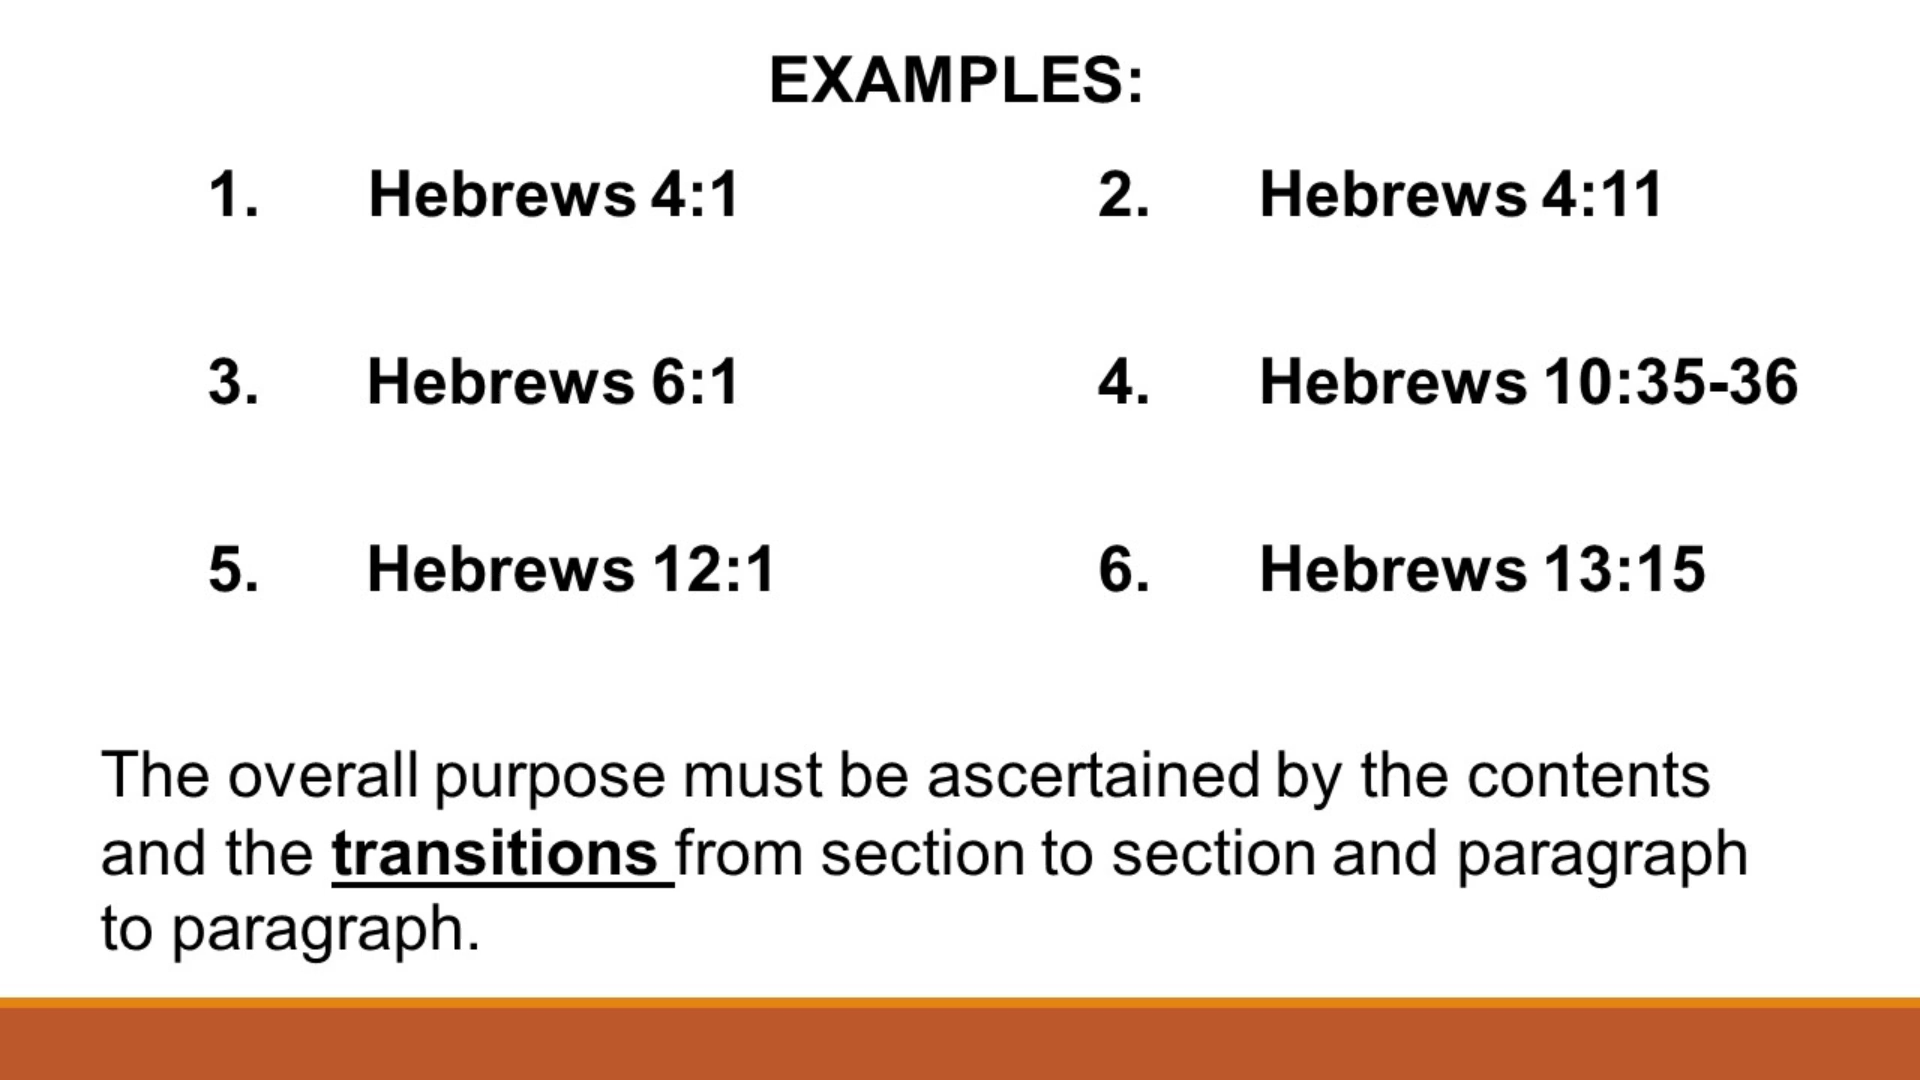 EXAMPLES:
1. Hebrews 4:1 2. Hebrews 4:11
3. Hebrews 6:1 4. Hebrews 10:35-36
5. Hebrews 12:1 6. Hebrews 13:15
The overall purpose must be ascertained by the contents
and the transitions from section to section and paragraph
to paragraph.